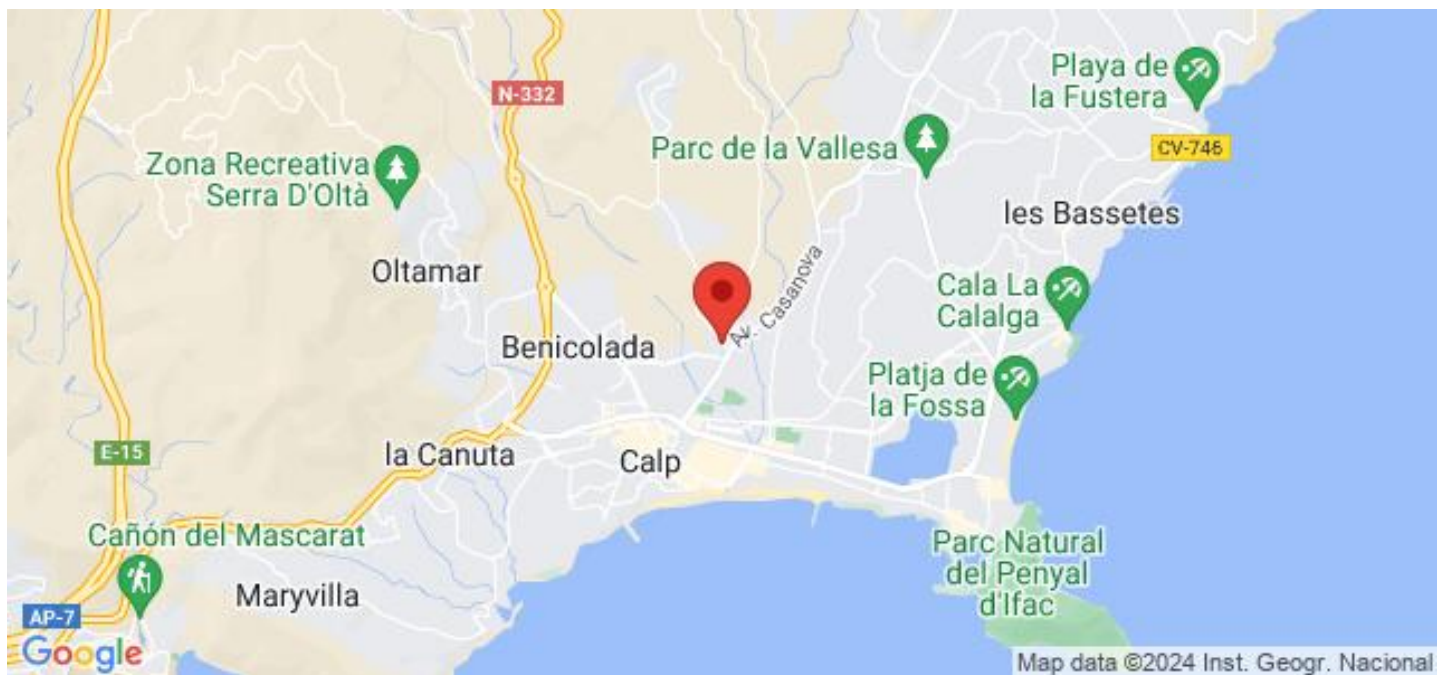 Playa de
la Fustera
N-332
CV-746
Parc de la Vallesa
Zona Recreativa
Serra D'Oltà
les Bassetes
Oltamar
Av. Casanova
Cala La
Calalga
Benicolada
Platja de
la Fossa
E-15
la Canuta
Calp
Cañón del Mascarat
Parc Natural
del Penyal
d'Ifac
Maryvilla
AP-7
Google
Map data ©2024 Inst. Geogr. Nacional